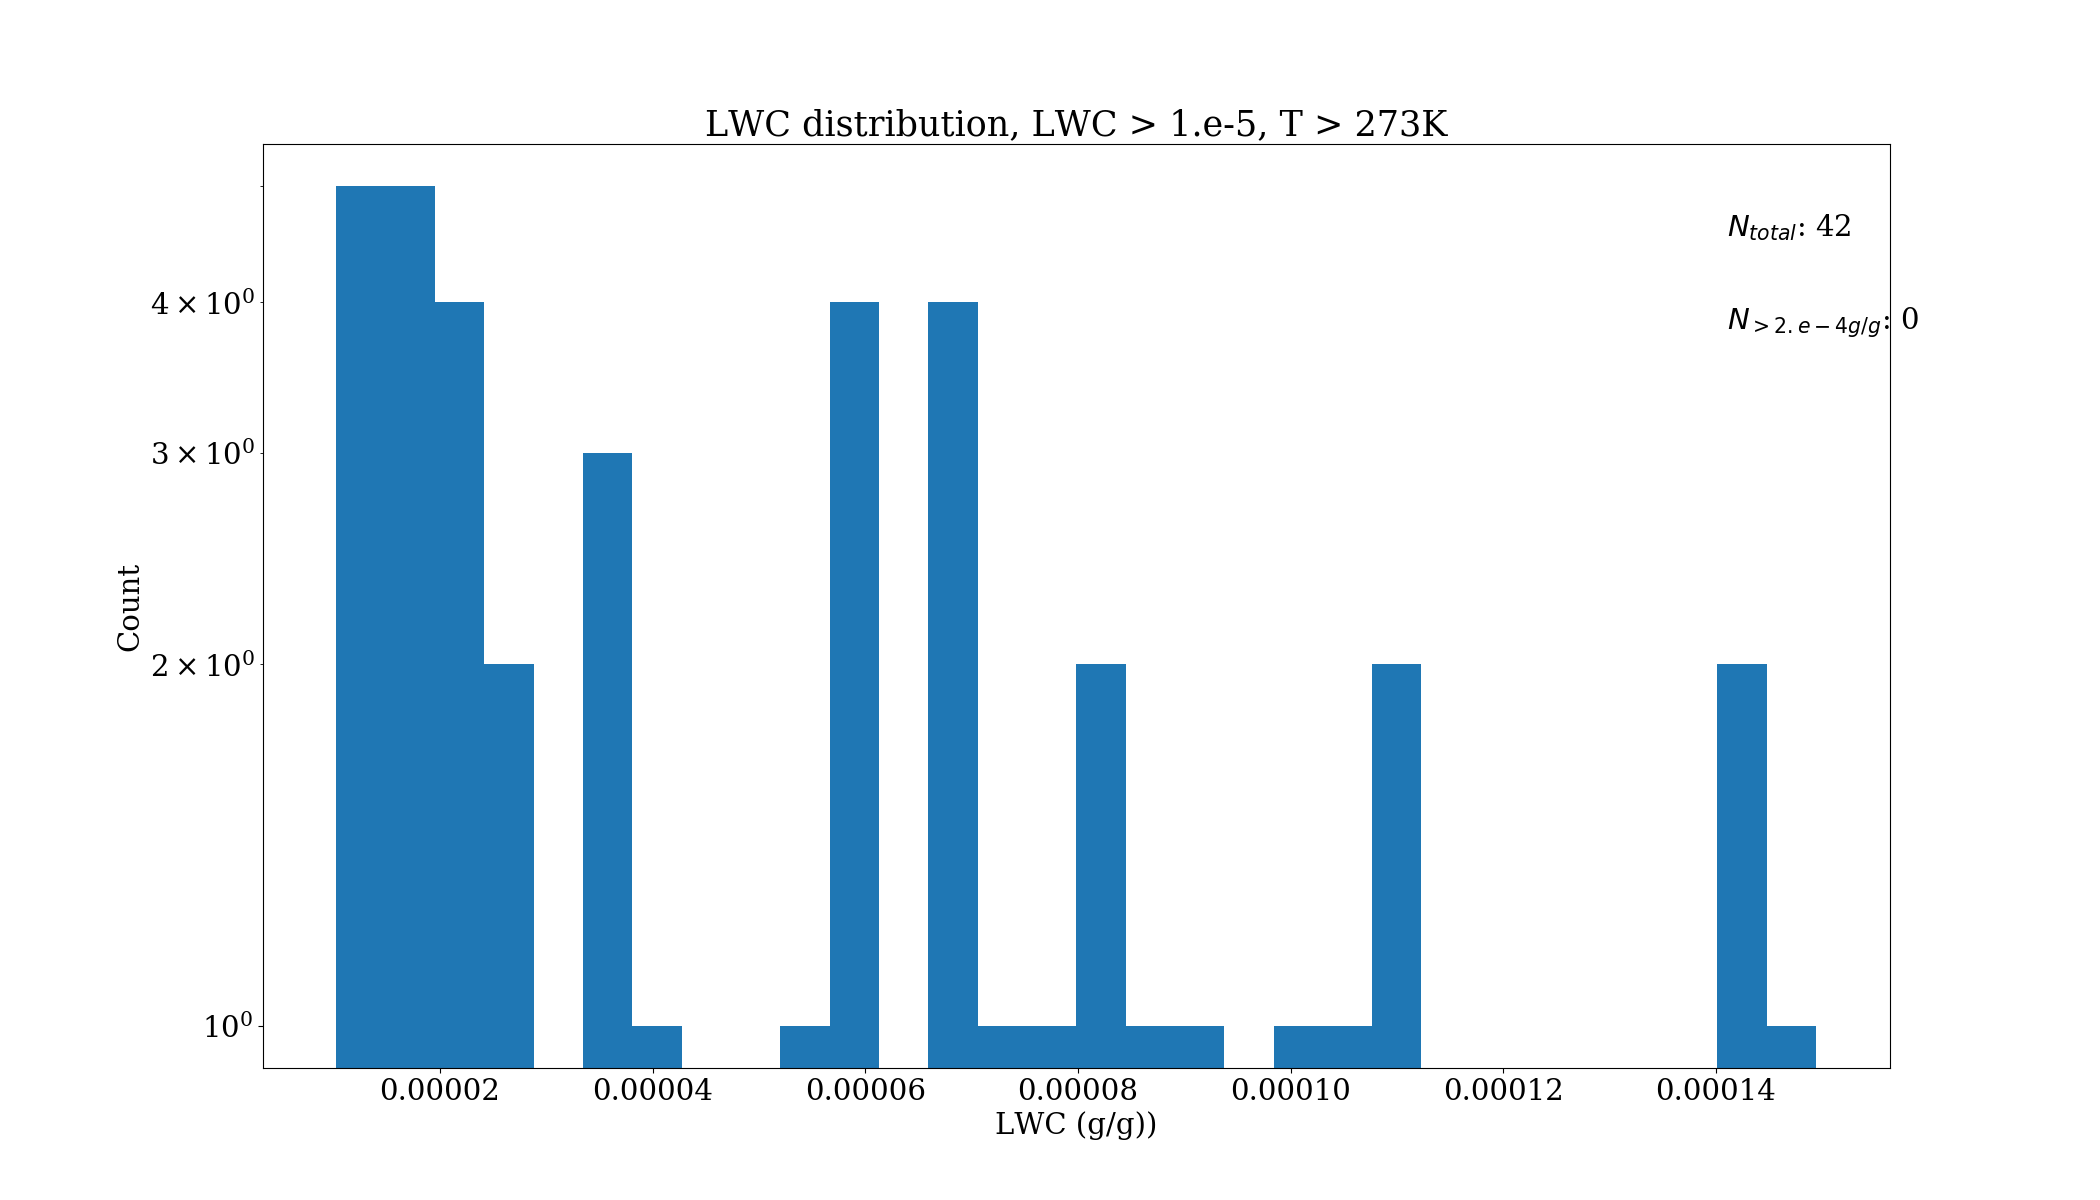 LWC distribution, LWC > 1.e-5, T > 273K
N_{total}: 42
N_{>2.e-4g/g}: 0
4 × 10^0
3 × 10^0
2 × 10^0
10^0
Count
0.00002 0.00004 0.00006 0.00008 0.00010 0.00012 0.00014
LWC (g/g))